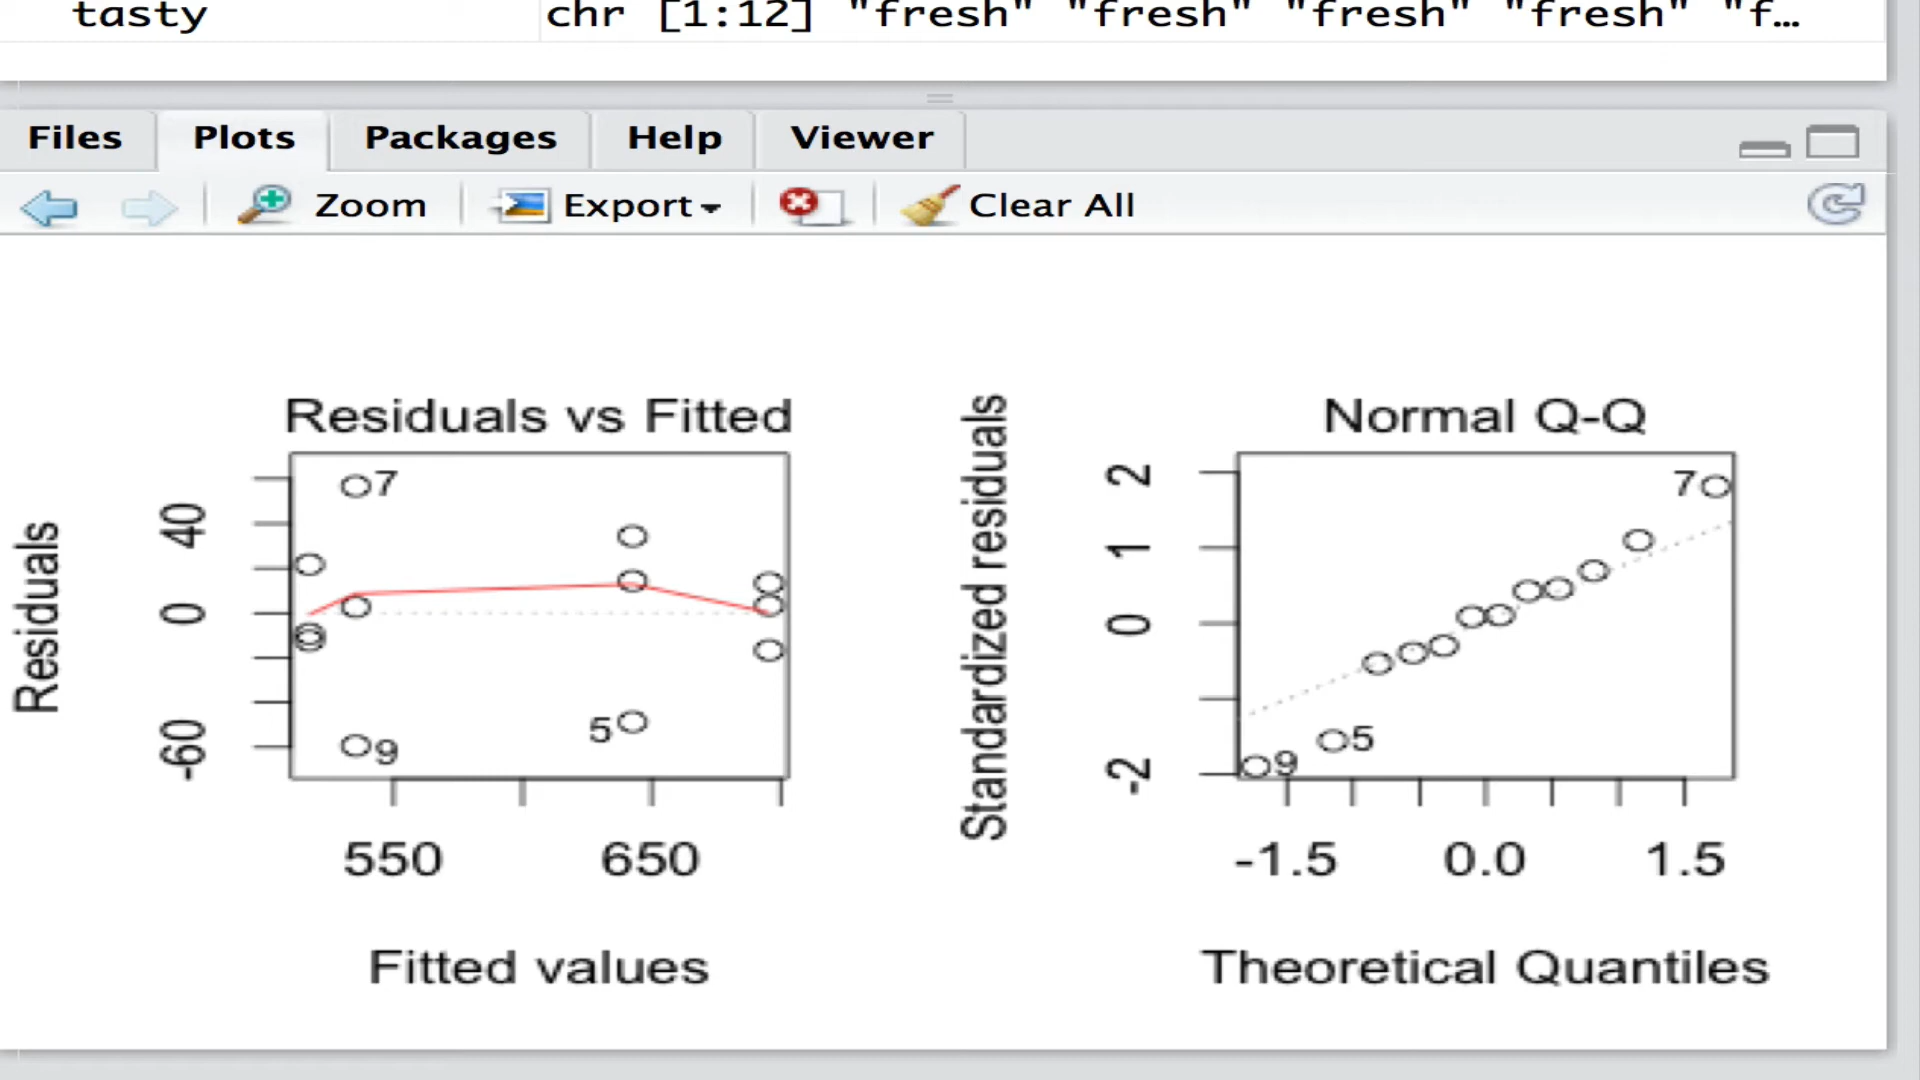 tasty chr [1:12] "fresh" "fresh" "fresh" "fresh" "f…
Files Plots Packages Help Viewer
Zoom Export Clear All
Residuals vs Fitted
Residuals
40
0
-60
7
5
9
550 650
Fitted values
Normal Q-Q
Standardized residuals
2
1
0
-2
7
5
9
-1.5 0.0 1.5
Theoretical Quantiles